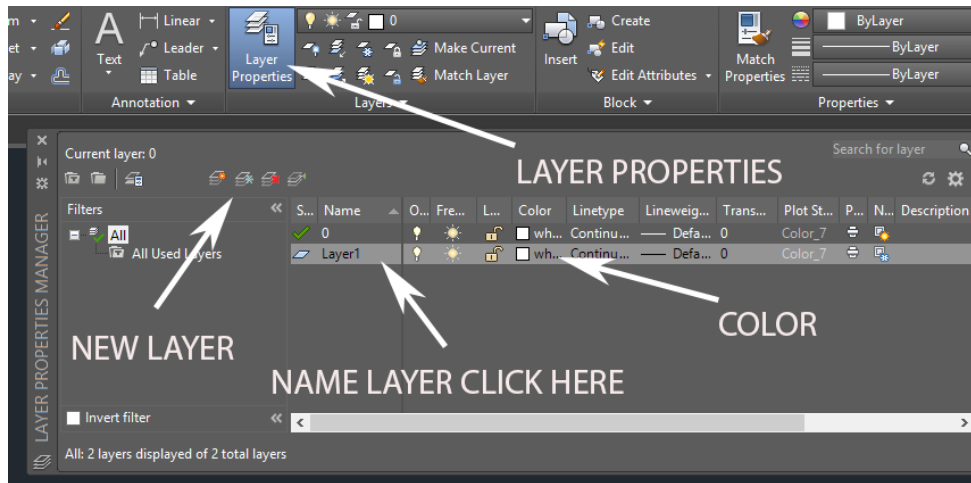 m
Linear
0
Create
ByLayer
et
Leader
Make Current
Edit
ByLayer
ay
Text
Table
Layer Properties
Match Layer
Insert
Edit Attributes
Match Properties
ByLayer
Annotation
Layers
Block
Properties
Current layer: 0
LAYER PROPERTIES
Search for layer
Filters
S... Name O... Fre... L... Color Linetype Lineweig... Trans... Plot St... P... N... Description
All
0 wh... Continu... Defa... 0 Color_7
All Used Layers
Layer1 wh... Continu... Defa... 0 Color_7
NEW LAYER
COLOR
NAME LAYER CLICK HERE
Invert filter
All: 2 layers displayed of 2 total layers
LAYER PROPERTIES MANAGER